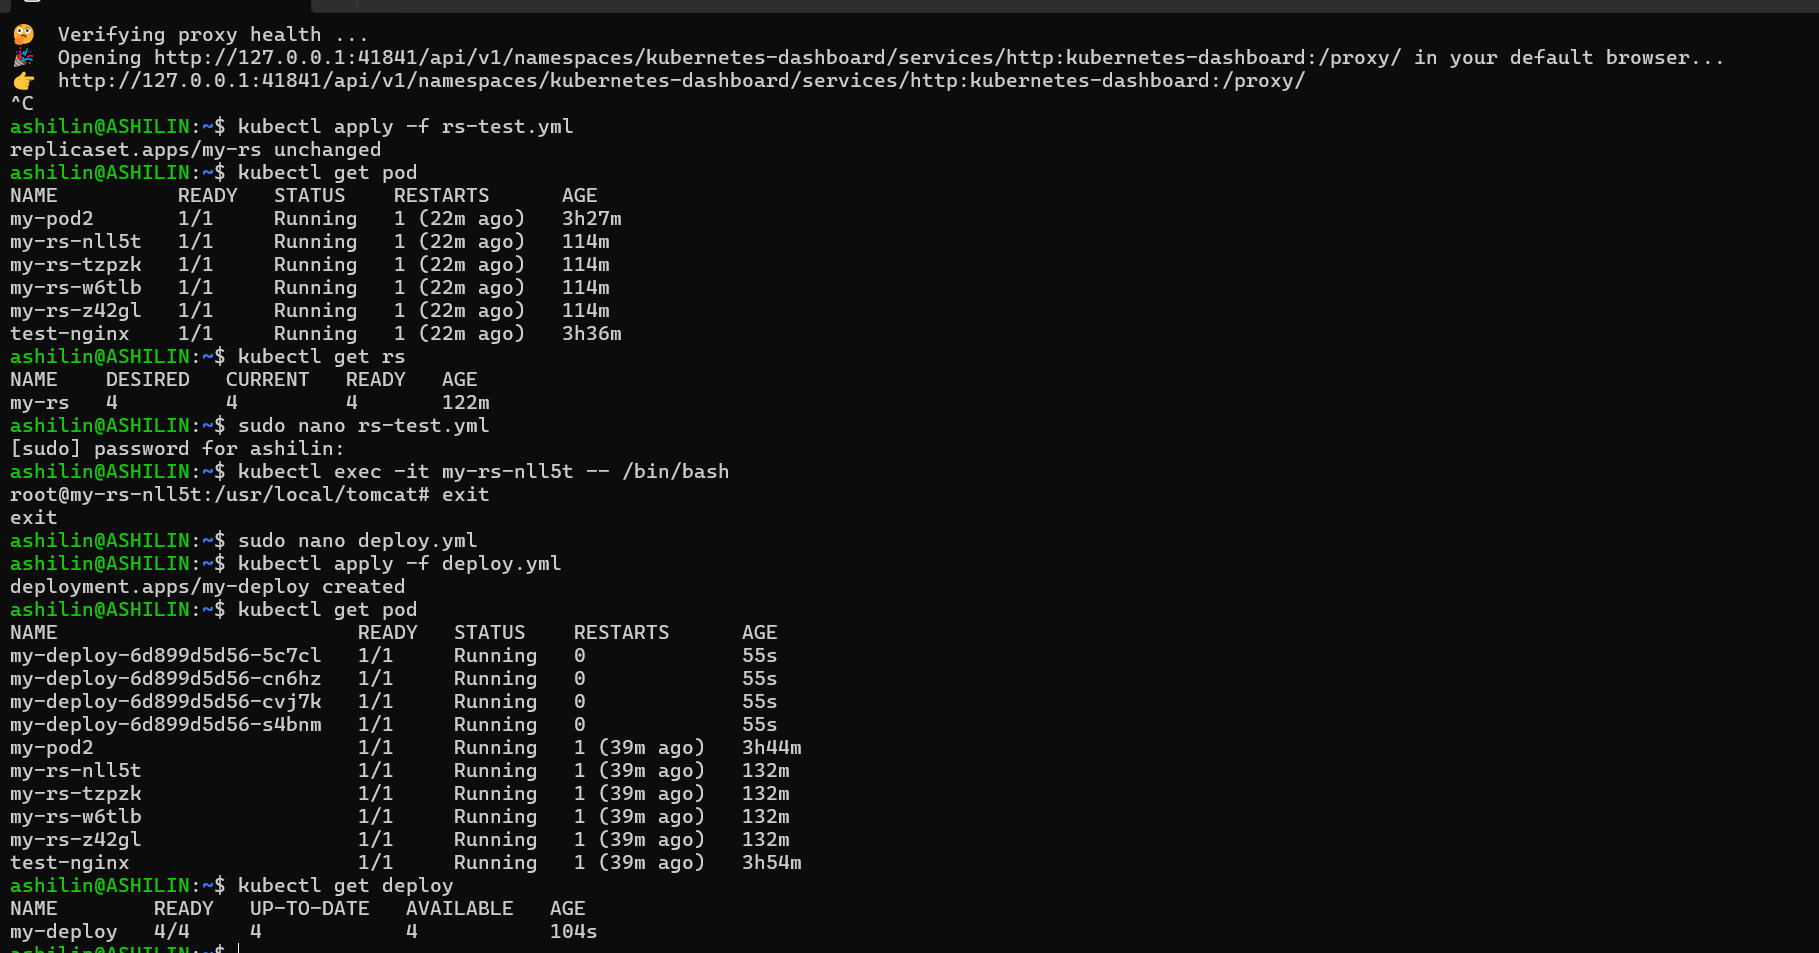 Verifying proxy health ...
Opening http://127.0.0.1:41841/api/v1/namespaces/kubernetes-dashboard/services/http:kubernetes-dashboard:/proxy/ in your default browser...
http://127.0.0.1:41841/api/v1/namespaces/kubernetes-dashboard/services/http:kubernetes-dashboard:/proxy/
^C
ashilin@ASHILIN:~$ kubectl apply -f rs-test.yml
replicaset.apps/my-rs unchanged
ashilin@ASHILIN:~$ kubectl get pod
NAME          READY   STATUS    RESTARTS      AGE
my-pod2       1/1     Running   1 (22m ago)   3h27m
my-rs-nll5t   1/1     Running   1 (22m ago)   114m
my-rs-tzpzk   1/1     Running   1 (22m ago)   114m
my-rs-w6tlb   1/1     Running   1 (22m ago)   114m
my-rs-z42gl   1/1     Running   1 (22m ago)   114m
test-nginx    1/1     Running   1 (22m ago)   3h36m
ashilin@ASHILIN:~$ kubectl get rs
NAME    DESIRED   CURRENT   READY   AGE
my-rs   4         4         4       122m
ashilin@ASHILIN:~$ sudo nano rs-test.yml
[sudo] password for ashilin:
ashilin@ASHILIN:~$ kubectl exec -it my-rs-nll5t -- /bin/bash
root@my-rs-nll5t:/usr/local/tomcat# exit
exit
ashilin@ASHILIN:~$ sudo nano deploy.yml
ashilin@ASHILIN:~$ kubectl apply -f deploy.yml
deployment.apps/my-deploy created
ashilin@ASHILIN:~$ kubectl get pod
NAME                         READY   STATUS    RESTARTS      AGE
my-deploy-6d899d5d56-5c7cl   1/1     Running   0             55s
my-deploy-6d899d5d56-cn6hz   1/1     Running   0             55s
my-deploy-6d899d5d56-cvj7k   1/1     Running   0             55s
my-deploy-6d899d5d56-s4bnm   1/1     Running   0             55s
my-pod2                      1/1     Running   1 (39m ago)   3h44m
my-rs-nll5t                  1/1     Running   1 (39m ago)   132m
my-rs-tzpzk                  1/1     Running   1 (39m ago)   132m
my-rs-w6tlb                  1/1     Running   1 (39m ago)   132m
my-rs-z42gl                  1/1     Running   1 (39m ago)   132m
test-nginx                   1/1     Running   1 (39m ago)   3h54m
ashilin@ASHILIN:~$ kubectl get deploy
NAME        READY   UP-TO-DATE   AVAILABLE   AGE
my-deploy   4/4     4            4           104s
ashilin@ASHILIN:~$